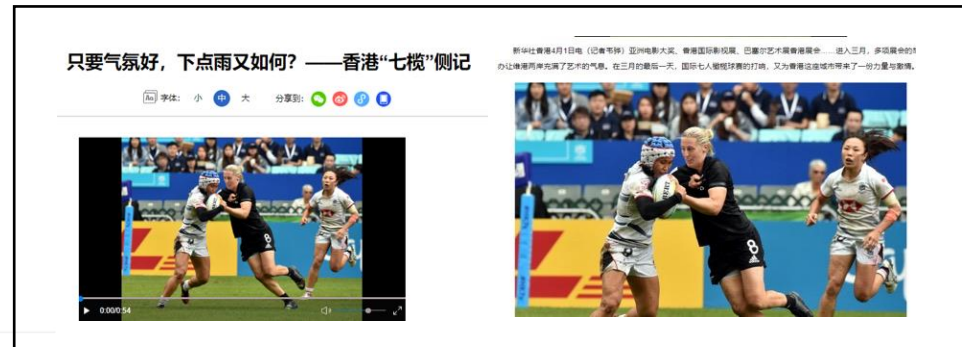 只要气氛好，下点雨又如何？——香港“七榄”侧记
字体： 小 中 大 分享到：
0:00/0:54
8
新华社香港4月1日电（记者韦骅）亚洲电影大奖、香港国际影视展、巴塞尔艺术展香港展会……进入三月，多项展会的
办让维港两岸充满了艺术的气息。在三月的最后一天，国际七人榄球赛的打响，又为香港这座城市带来了一份力量与激情。
8